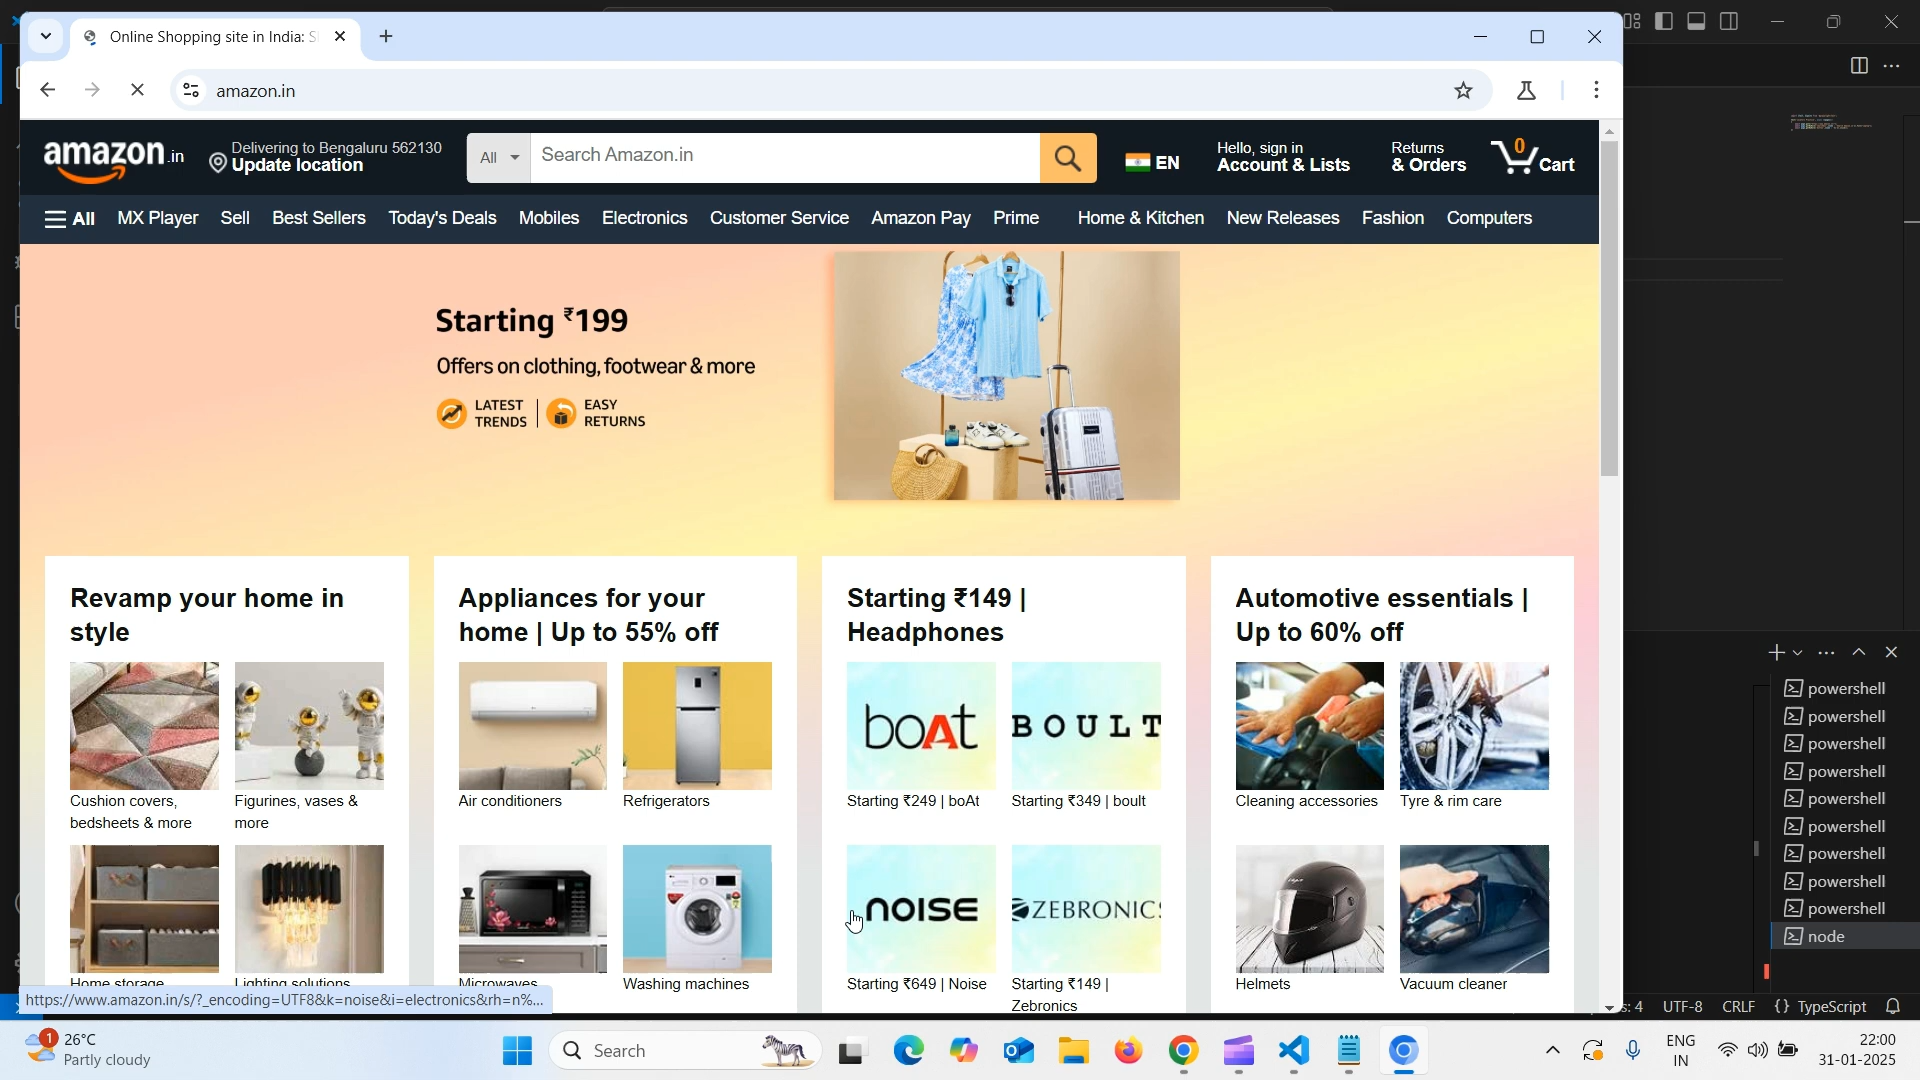 Online Shopping site in India: S
amazon.in
amazon.in
Delivering to Bengaluru 562130
Update location
All
Search Amazon.in
EN
Hello, sign in
Account & Lists
Returns
& Orders
0
Cart
All
MX Player
Sell
Best Sellers
Today's Deals
Mobiles
Electronics
Customer Service
Amazon Pay
Prime
Home & Kitchen
New Releases
Fashion
Computers
Starting ₹199
Offers on clothing, footwear & more
LATEST
TRENDS
EASY
RETURNS
Revamp your home in
style
Cushion covers,
bedsheets & more
Figurines, vases &
more
Home storage
Lighting solutions
Appliances for your
home | Up to 55% off
Air conditioners
Refrigerators
Microwaves
Washing machines
Starting ₹149 |
Headphones
boAt
BOULT
Starting ₹249 | boAt
Starting ₹349 | boult
noise
ZEBRONICS
Starting ₹649 | Noise
Starting ₹149 |
Zebronics
Automotive essentials |
Up to 60% off
Cleaning accessories
Tyre & rim care
Helmets
Vacuum cleaner
https://www.amazon.in/s/?_encoding=UTF8&k=noise&i=electronics&rh=n%...
powershell
powershell
powershell
powershell
powershell
powershell
powershell
powershell
powershell
node
s: 4
UTF-8
CRLF
{} TypeScript
1
26°C
Partly cloudy
Search
ENG
IN
22:00
31-01-2025